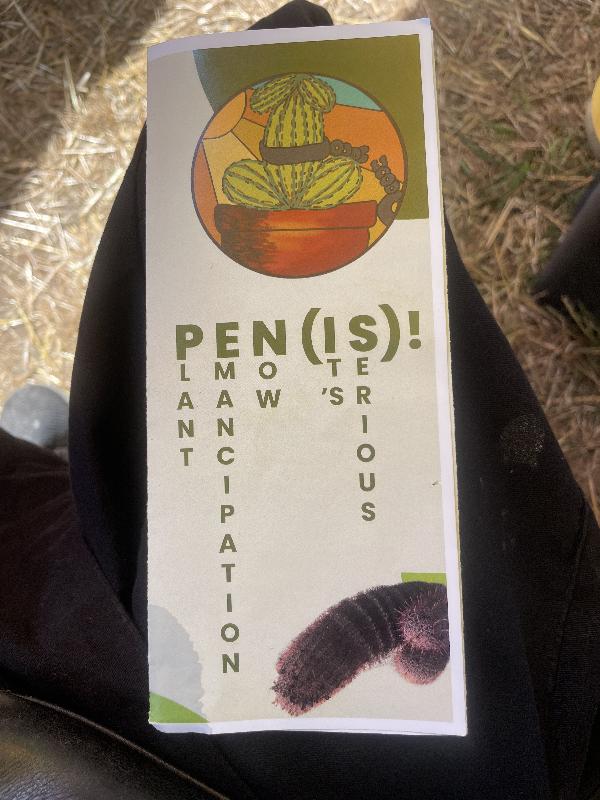 PEN(IS)!
LANT
MANCIPATION
OW
T'S
ERIOUS